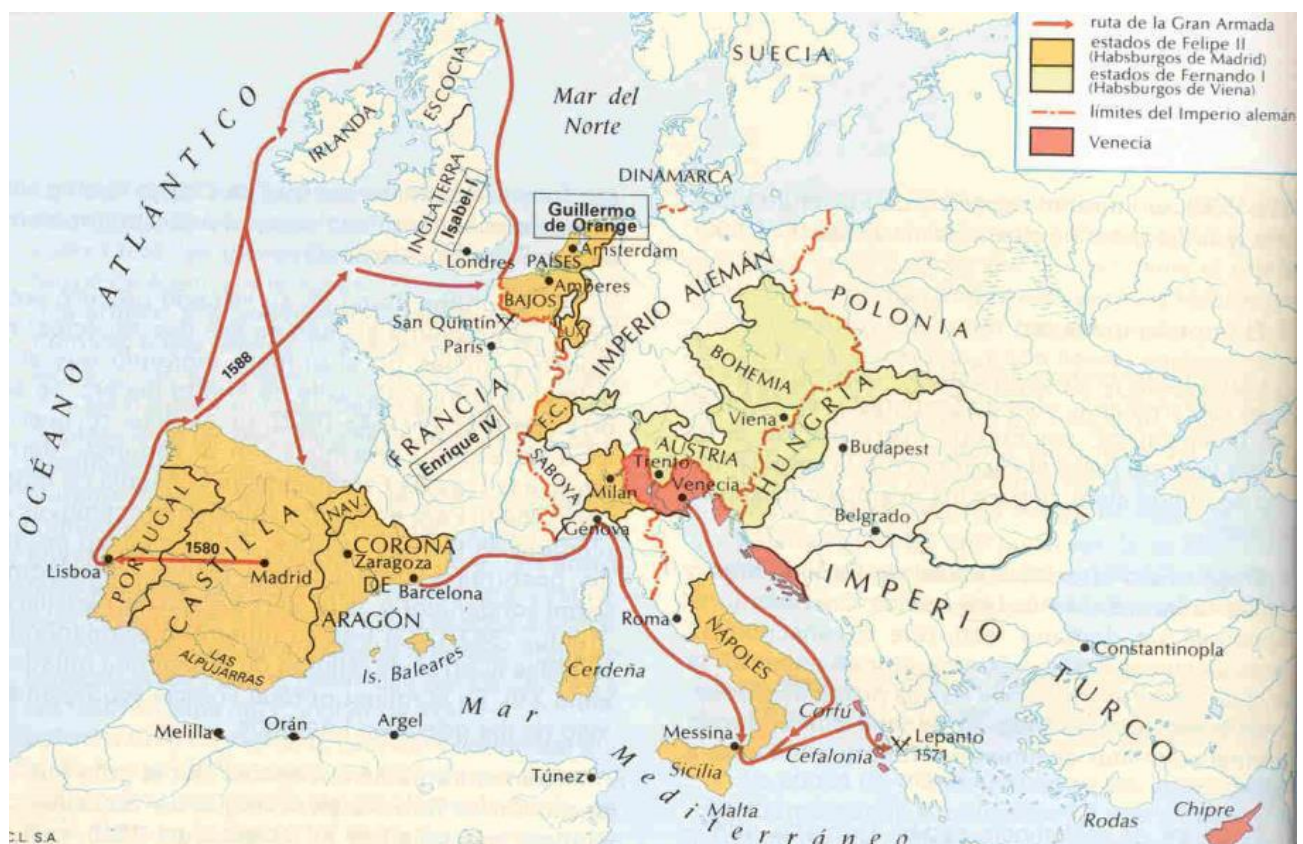 ruta de la Gran Armada
estados de Felipe II
(Habsburgos de Madrid)
estados de Fernando I
(Habsburgos de Viena)
límites del Imperio alemán
Venecia
OCÉANO ATLÁNTICO
IRLANDA
ESCOCIA
INGLATERRA
Isabel I
Londres
Mar del
Norte
SUECIA
DINAMARCA
Guillermo
de Orange
Amsterdam
PAÍSES
BAJOS
Amberes
LUX.
San Quintín
París
FRANCIA
Enrique IV
F.C.
SABOYA
IMPERIO ALEMÁN
POLONIA
BOHEMIA
Viena
AUSTRIA
HUNGRIA
Budapest
Belgrado
Trento
Venecia
Milán
Génova
1588
1580
Lisboa
PORTUGAL
CASTILLA
Madrid
NAV.
CORONA
DE
ARAGÓN
Zaragoza
Barcelona
LAS
ALPUJARRAS
Is. Baleares
Cerdeña
Roma
NÁPOLES
Messina
Sicilia
Malta
Corfú
Cefalonia
Lepanto
1571
IMPERIO TURCO
Constantinopla
Rodas
Chipre
Melilla
Orán
Argel
Túnez
Mar Mediterráneo
C.L. S.A.